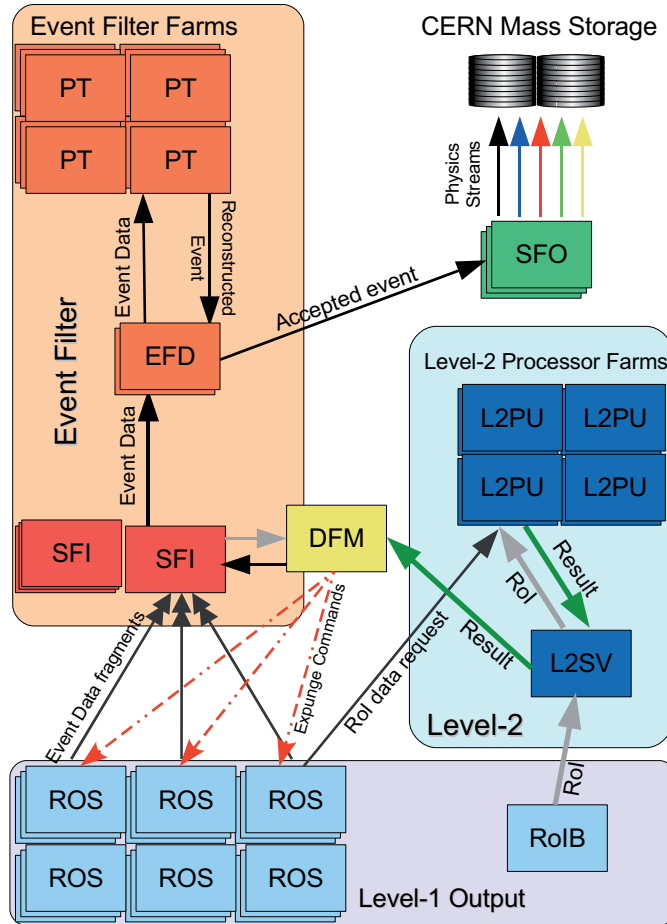 Event Filter Farms
CERN Mass Storage
PT
PT
PT
PT
Physics
Streams
Event Data
Reconstructed
Event
SFO
Accepted event
EFD
Event Filter
Event Data
Level-2 Processor Farms
L2PU
L2PU
L2PU
L2PU
SFI
SFI
DFM
Result
RoI
Result
L2SV
Event Data fragments
Expunge Commands
RoI data request
Level-2
RoI
ROS
ROS
ROS
RoIB
ROS
ROS
ROS
Level-1 Output